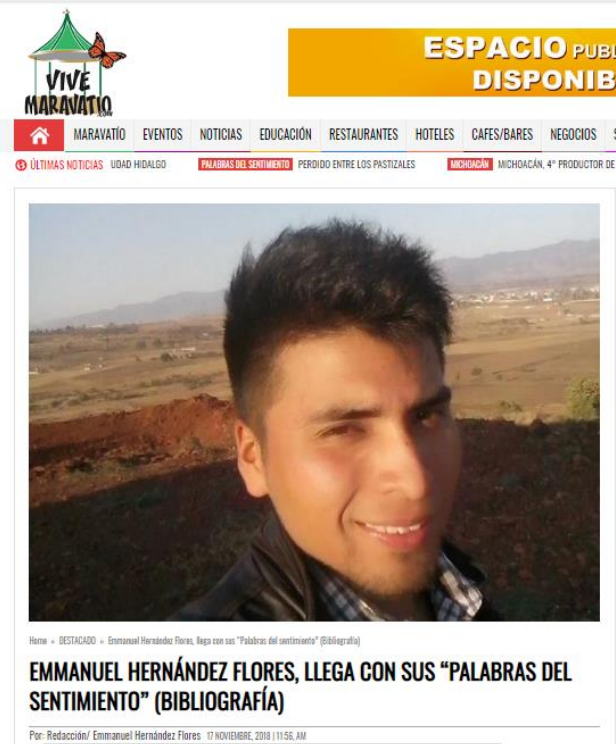 VIVE
MARAVATIO
.com
ESPACIO PUBL
DISPONIB
MARAVATÍO EVENTOS NOTICIAS EDUCACIÓN RESTAURANTES HOTELES CAFES/BARES NEGOCIOS S
ÚLTIMAS NOTICIAS UDAD HIDALGO PALABRAS DEL SENTIMIENTO PERDIDO ENTRE LOS PASTIZALES MICHOACÁN MICHOACÁN, 4° PRODUCTOR DE
Home » DESTACADO » Emmanuel Hernández Flores, llega con sus "Palabras del sentimiento" (Bibliografía)
EMMANUEL HERNÁNDEZ FLORES, LLEGA CON SUS “PALABRAS DEL
SENTIMIENTO” (BIBLIOGRAFÍA)
Por: Redacción/ Emmanuel Hernández Flores 17 NOVIEMBRE, 2018 | 11:56, AM